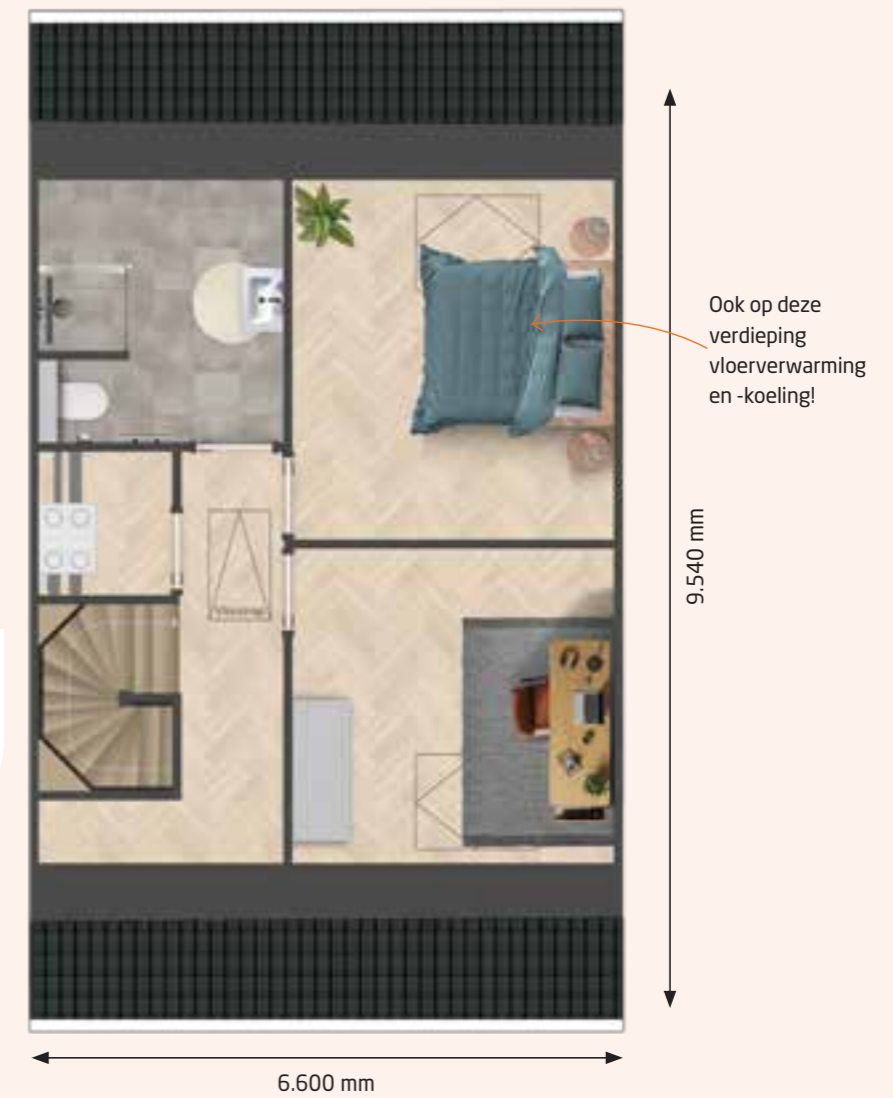 Ook op deze
verdieping
vloerverwarming
en -koeling!
9.540 mm
6.600 mm